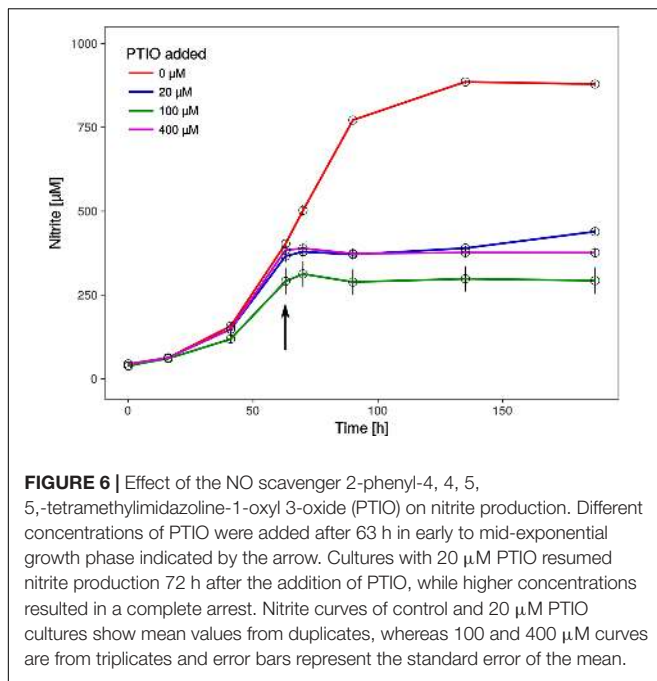 1000
750
500
250
0
Nitrite [µM]
PTIO added
0 µM
20 µM
100 µM
400 µM
0
50
100
150
Time [h]
FIGURE 6 | Effect of the NO scavenger 2-phenyl-4, 4, 5,
5,-tetramethylimidazoline-1-oxyl 3-oxide (PTIO) on nitrite production. Different
concentrations of PTIO were added after 63 h in early to mid-exponential
growth phase indicated by the arrow. Cultures with 20 µM PTIO resumed
nitrite production 72 h after the addition of PTIO, while higher concentrations
resulted in a complete arrest. Nitrite curves of control and 20 µM PTIO
cultures show mean values from duplicates, whereas 100 and 400 µM curves
are from triplicates and error bars represent the standard error of the mean.